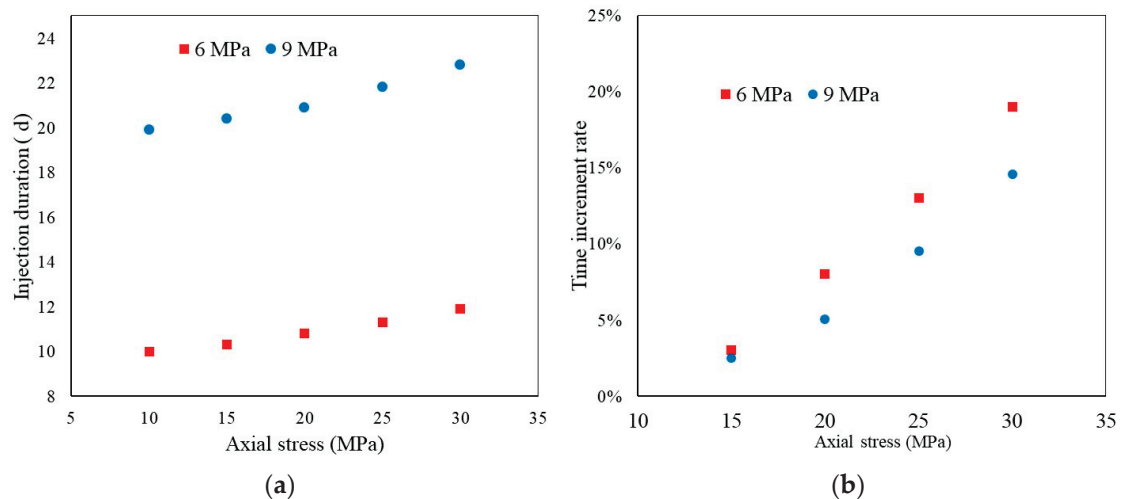 24
22
20
18
16
14
12
10
8
Injection duration ( d)
6 MPa 9 MPa
5 10 15 20 25 30 35
Axial stress (MPa)
(a)
25%
20%
15%
10%
5%
0%
Time increment rate
6 MPa 9 MPa
10 15 20 25 30 35
Axial stress (MPa)
(b)